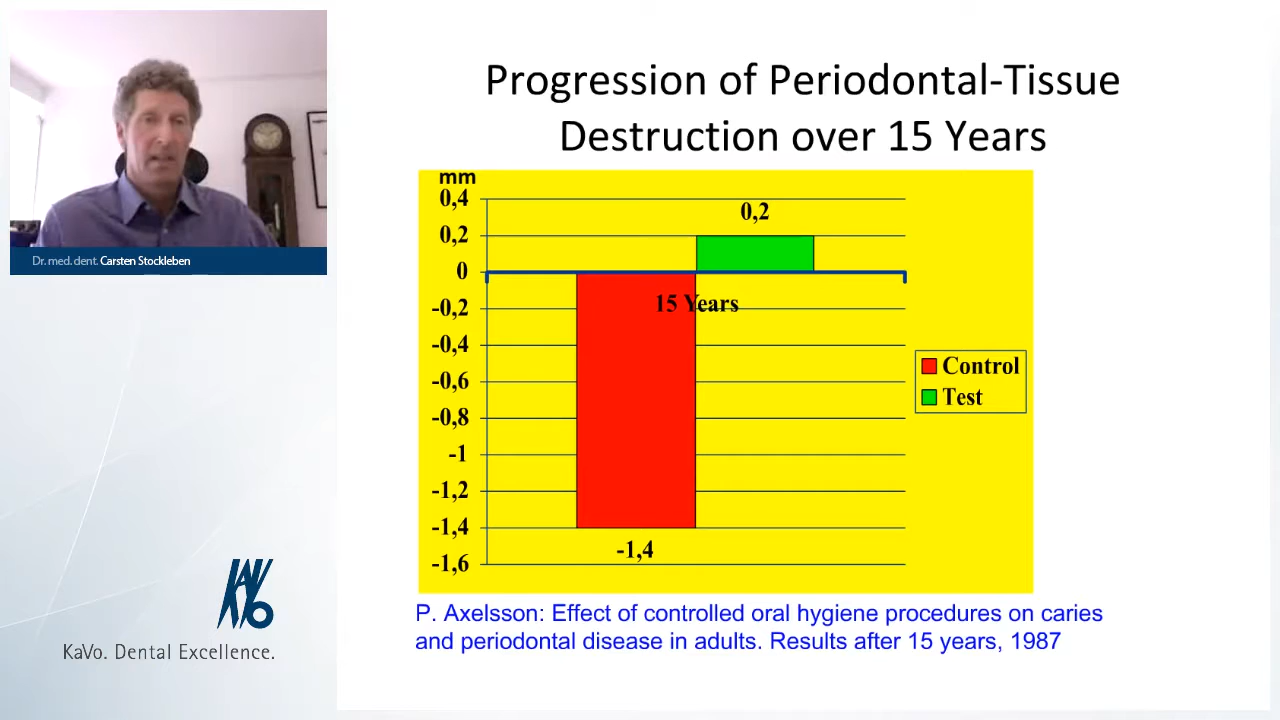 Progression of Periodontal-Tissue
Destruction over 15 Years
mm
0,4
0,2
0
-0,2
-0,4
-0,6
-0,8
-1
-1,2
-1,4
-1,6
0,2
15 Years
-1,4
Control
Test
P. Axelsson: Effect of controlled oral hygiene procedures on caries
and periodontal disease in adults. Results after 15 years, 1987
Dr. med. dent. Carsten Stockleben
KaVo
KaVo. Dental Excellence.